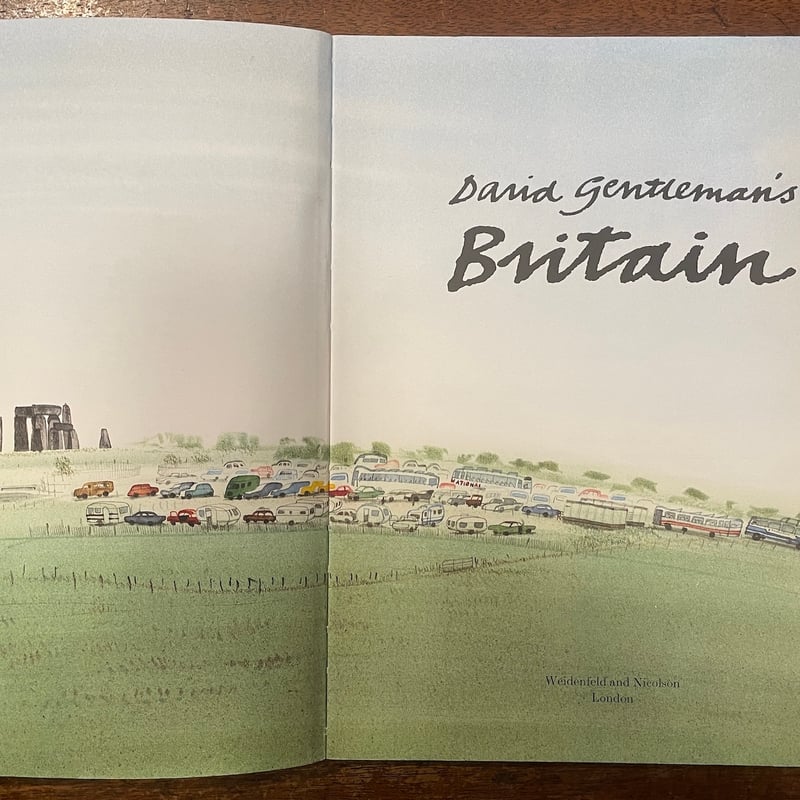 David Gentleman's
Britain
NATIONAL
Weidenfeld and Nicolson
London